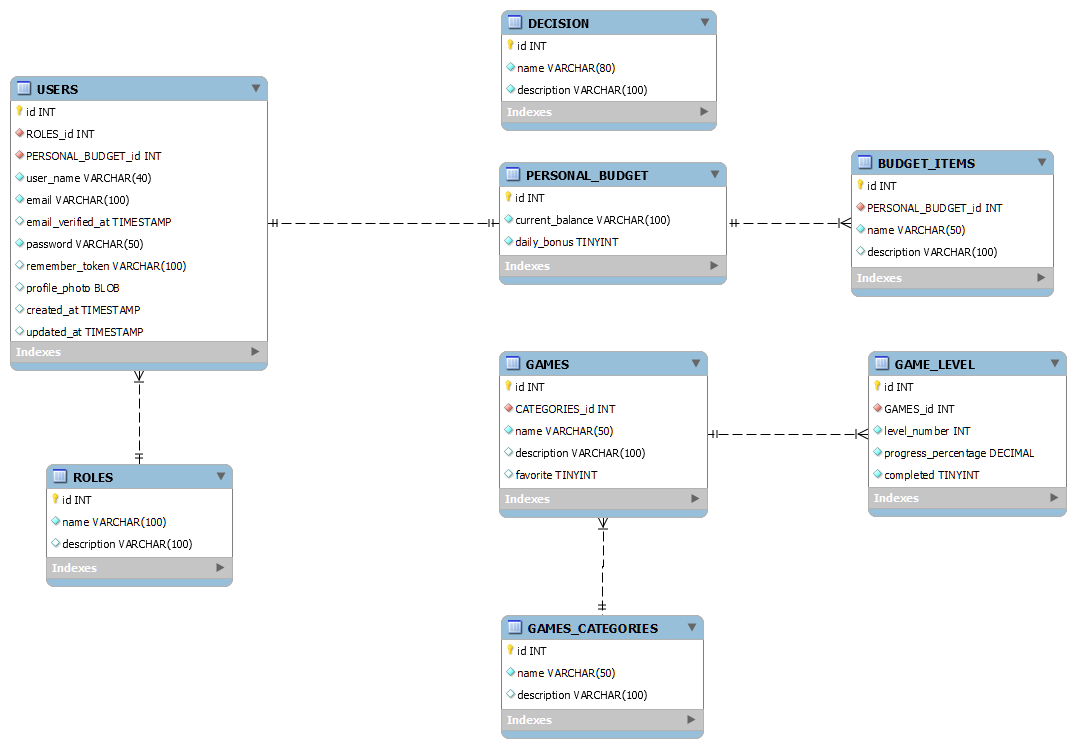 DECISION
id INT
name VARCHAR(80)
description VARCHAR(100)
Indexes
USERS
id INT
ROLES_id INT
PERSONAL_BUDGET_id INT
user_name VARCHAR(40)
email VARCHAR(100)
email_verified_at TIMESTAMP
password VARCHAR(50)
remember_token VARCHAR(100)
profile_photo BLOB
created_at TIMESTAMP
updated_at TIMESTAMP
Indexes
PERSONAL_BUDGET
id INT
current_balance VARCHAR(100)
daily_bonus TINYINT
Indexes
BUDGET_ITEMS
id INT
PERSONAL_BUDGET_id INT
name VARCHAR(50)
description VARCHAR(100)
Indexes
GAMES
id INT
CATEGORIES_id INT
name VARCHAR(50)
description VARCHAR(100)
favorite TINYINT
Indexes
GAME_LEVEL
id INT
GAMES_id INT
level_number INT
progress_percentage DECIMAL
completed TINYINT
Indexes
ROLES
id INT
name VARCHAR(100)
description VARCHAR(100)
Indexes
GAMES_CATEGORIES
id INT
name VARCHAR(50)
description VARCHAR(100)
Indexes